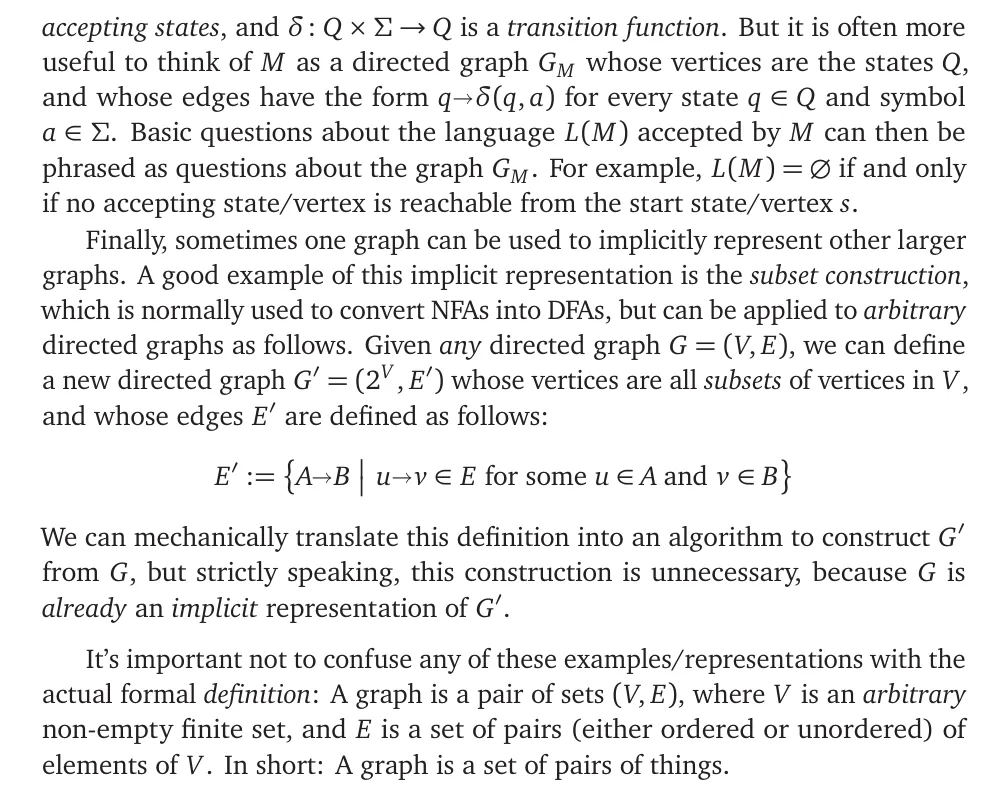 accepting states, and δ : Q × Σ → Q is a transition function. But it is often more
useful to think of M as a directed graph G_M whose vertices are the states Q,
and whose edges have the form q→δ(q, a) for every state q ∈ Q and symbol
a ∈ Σ. Basic questions about the language L(M) accepted by M can then be
phrased as questions about the graph G_M. For example, L(M) = ∅ if and only
if no accepting state/vertex is reachable from the start state/vertex s.
Finally, sometimes one graph can be used to implicitly represent other larger
graphs. A good example of this implicit representation is the subset construction,
which is normally used to convert NFAs into DFAs, but can be applied to arbitrary
directed graphs as follows. Given any directed graph G = (V, E), we can define
a new directed graph G′ = (2^V, E′) whose vertices are all subsets of vertices in V,
and whose edges E′ are defined as follows:
E′ := {A→B | u→v ∈ E for some u ∈ A and v ∈ B}
We can mechanically translate this definition into an algorithm to construct G′
from G, but strictly speaking, this construction is unnecessary, because G is
already an implicit representation of G′.
It’s important not to confuse any of these examples/representations with the
actual formal definition: A graph is a pair of sets (V, E), where V is an arbitrary
non-empty finite set, and E is a set of pairs (either ordered or unordered) of
elements of V. In short: A graph is a set of pairs of things.